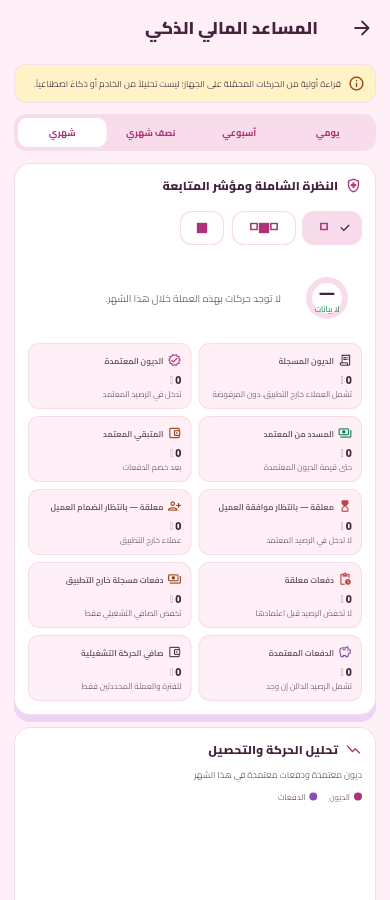 المساعد المالي الذكي
قراءة أولية من الحركات المحمّلة على الجهاز؛ ليست تحليلاً من الخادم أو ذكاءً اصطناعياً.
يومي
أسبوعي
نصف شهري
شهري
النظرة الشاملة ومؤشر المتابعة
—
لا بيانات
لا توجد حركات بهذه العملة خلال هذا الشهر.
الديون المسجلة
0
تشمل العملاء خارج التطبيق، دون المرفوضة
الديون المعتمدة
0
تدخل في الرصيد المعتمد
المسدد من المعتمد
0
حتى قيمة الديون المعتمدة
المتبقي المعتمد
0
بعد خصم الدفعات
معلقة — بانتظار موافقة العميل
0
لا تدخل في الرصيد المعتمد
معلقة — بانتظار انضمام العميل
0
عملاء خارج التطبيق
دفعات معلقة
0
لا تخفض الرصيد قبل اعتمادها
دفعات مسجلة خارج التطبيق
0
تخفض الصافي التشغيلي فقط
الدفعات المعتمدة
0
تشمل الرصيد الدائن إن وجد
صافي الحركة التشغيلية
0
للفترة والعملة المحددتين فقط
تحليل الحركة والتحصيل
ديون معتمدة ودفعات معتمدة في هذا الشهر
الديون
الدفعات